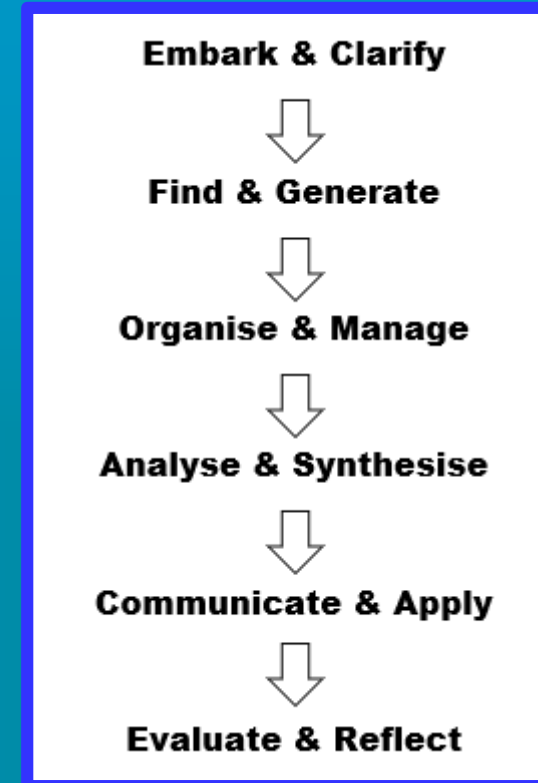 Embark & Clarify
Find & Generate
Organise & Manage
Analyse & Synthesise
Communicate & Apply
Evaluate & Reflect